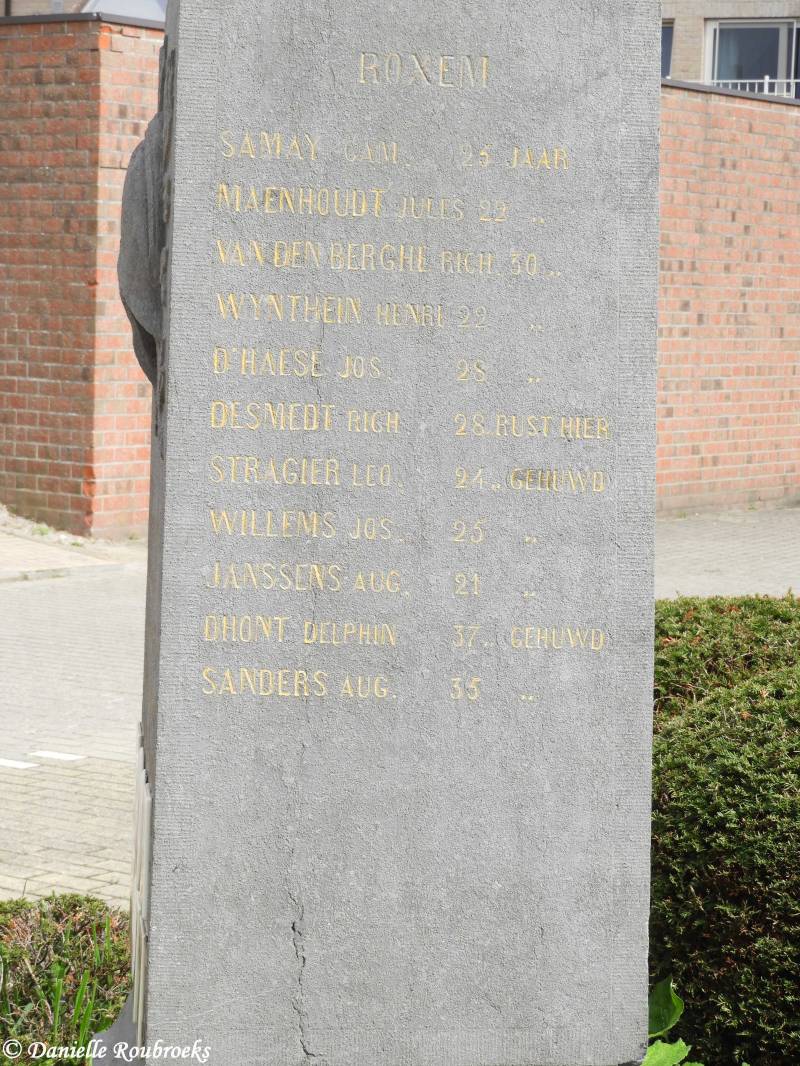 ROXEM
SAMAY CAM. 25 JAAR
MAENHOUDT JULES 22 ,,
VAN DEN BERGHE RICH. 30 ,,
WYNTHEIN HENRI 22 ,,
D'HAESE JOS. 28 ,,
DESMEDT RICH. 28 ,, RUST HIER
STRAGIER LEO. 24 ,, GEHUWD
WILLEMS JOS. 25 ,,
JANSSENS AUG. 21 ,,
DHONT DELPHIN 37 ,, GEHUWD
SANDERS AUG. 35 ,,
© Danielle Roubroeks